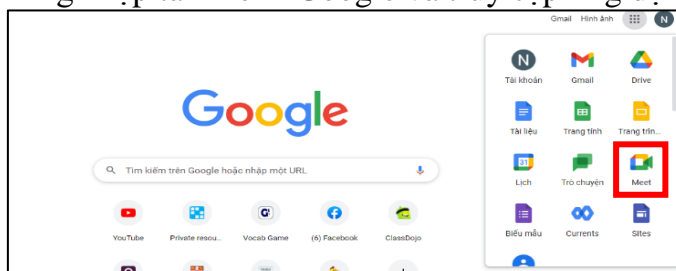 Gmail Hình ảnh N
N
Tài khoản Gmail Drive
Google
Tài liệu Trang tính Trang trìn...
Tìm kiếm trên Google hoặc nhập một URL
31
Lịch Trò chuyện Meet
YouTube Private resou... Vocab Game (6) Facebook ClassDojo
Biểu mẫu Currents Sites